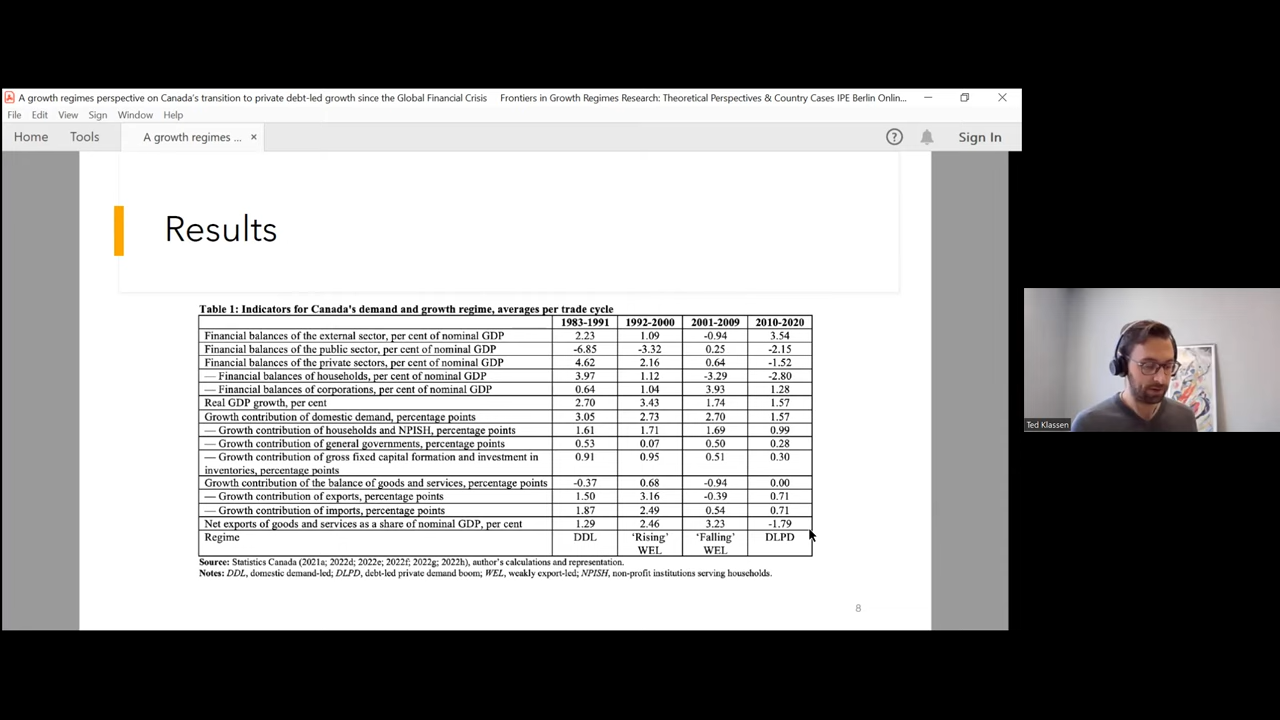 A growth regimes perspective on Canada's transition to private debt-led growth since the Global Financial Crisis Frontiers in Growth Regimes Research: Theoretical Perspectives & Country Cases IPE Berlin Onlin...
File Edit View Sign Window Help
Home Tools A growth regimes ... × ? Sign In
Results
Table 1: Indicators for Canada's demand and growth regime, averages per trade cycle
1983-1991 1992-2000 2001-2009 2010-2020
Financial balances of the external sector, per cent of nominal GDP 2.23 1.09 -0.94 3.54
Financial balances of the public sector, per cent of nominal GDP -6.85 -3.32 0.25 -2.15
Financial balances of the private sectors, per cent of nominal GDP 4.62 2.16 0.64 -1.52
— Financial balances of households, per cent of nominal GDP 3.97 1.12 -3.29 -2.80
— Financial balances of corporations, per cent of nominal GDP 0.64 1.04 3.93 1.28
Real GDP growth, per cent 2.70 3.43 1.74 1.57
Growth contribution of domestic demand, percentage points 3.05 2.73 2.70 1.57
— Growth contribution of households and NPISH, percentage points 1.61 1.71 1.69 0.99
— Growth contribution of general governments, percentage points 0.53 0.07 0.50 0.28
— Growth contribution of gross fixed capital formation and investment in 0.91 0.95 0.51 0.30
inventories, percentage points
Growth contribution of the balance of goods and services, percentage points -0.37 0.68 -0.94 0.00
— Growth contribution of exports, percentage points 1.50 3.16 -0.39 0.71
— Growth contribution of imports, percentage points 1.87 2.49 0.54 0.71
Net exports of goods and services as a share of nominal GDP, per cent 1.29 2.46 3.23 -1.79
Regime DDL 'Rising' 'Falling' DLPD
WEL WEL
Source: Statistics Canada (2021a; 2022d; 2022e; 2022f; 2022g; 2022h), author's calculations and representation.
Notes: DDL, domestic demand-led; DLPD, debt-led private demand boom; WEL, weakly export-led; NPISH, non-profit institutions serving households.
8
Ted Klassen